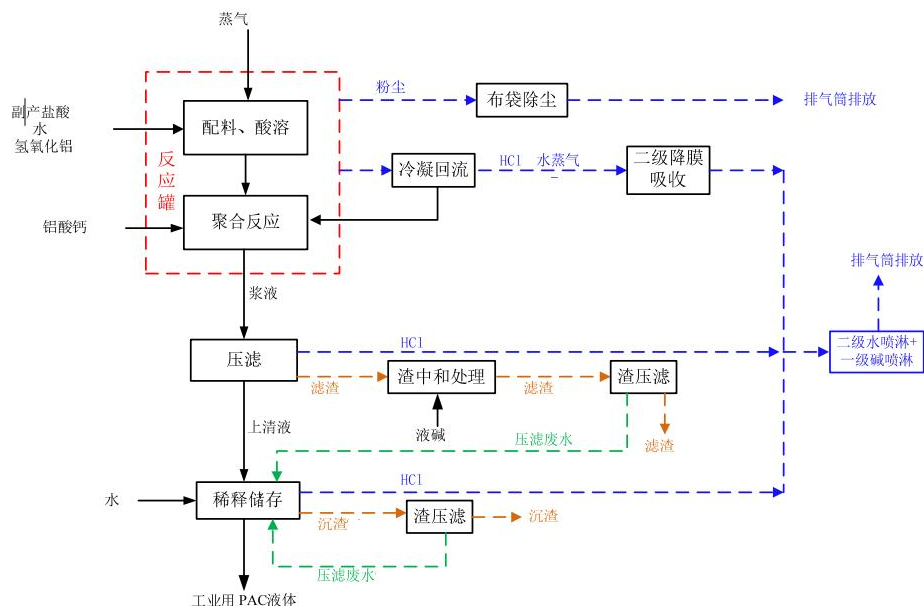 蒸气
粉尘
布袋除尘
排气筒排放
副产盐酸
水
氢氧化铝
配料、酸溶
反应罐
冷凝回流
HCl 水蒸气
二级降膜
吸收
铝酸钙
聚合反应
排气筒排放
浆液
HCl
二级水喷淋+
一级碱喷淋
压滤
滤渣
渣中和处理
滤渣
渣压滤
上清液
液碱
压滤废水
滤渣
HCl
水
稀释储存
沉渣
渣压滤
沉渣
压滤废水
工业用 PAC液体